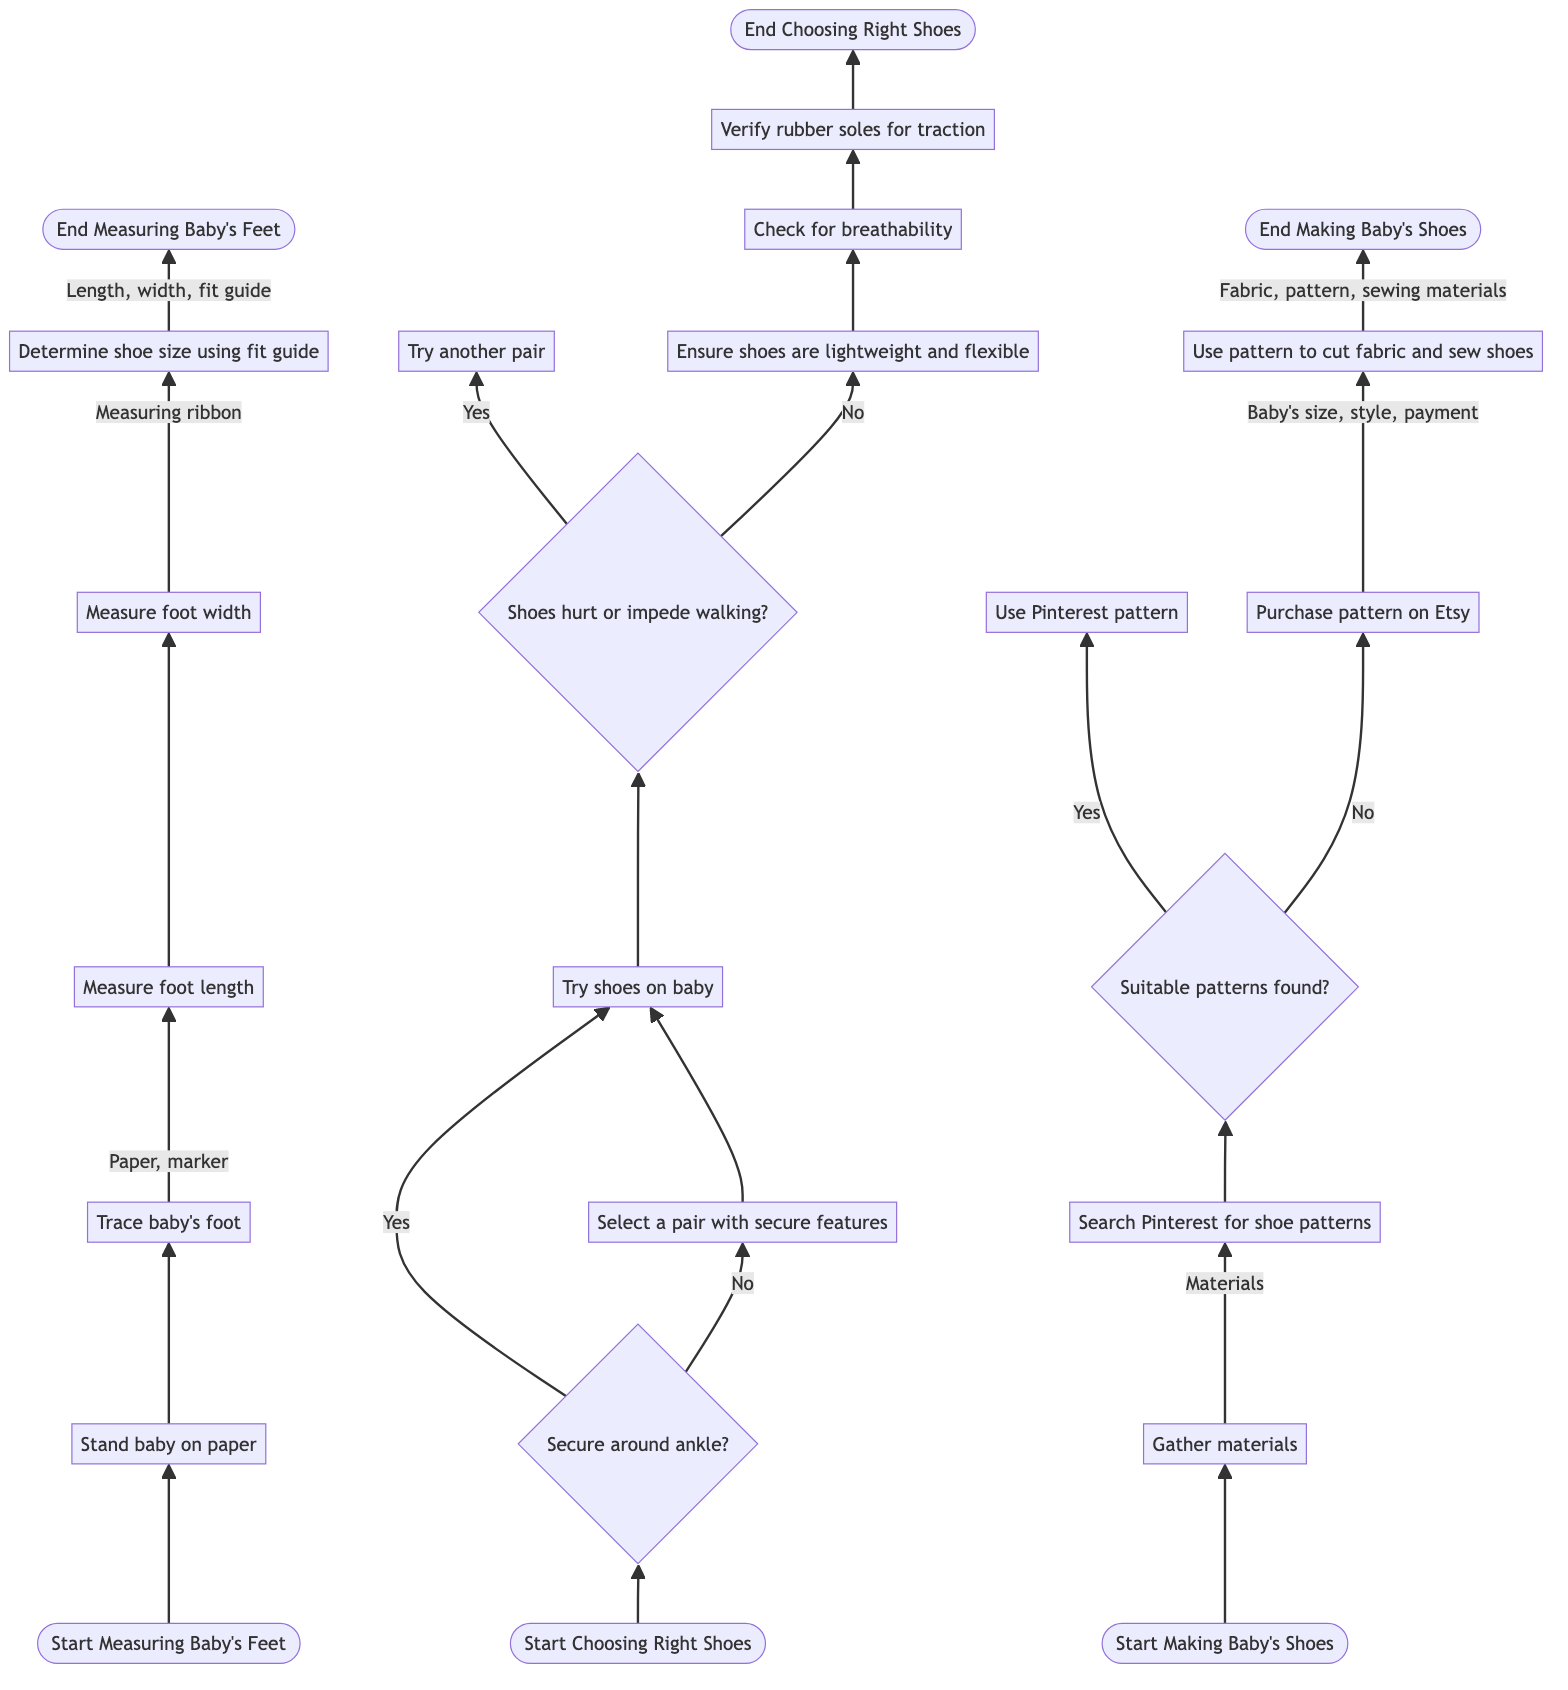 End Choosing Right Shoes
Verify rubber soles for traction
End Measuring Baby's Feet
Check for breathability
End Making Baby's Shoes
Length, width, fit guide
Fabric, pattern, sewing materials
Determine shoe size using fit guide
Try another pair
Ensure shoes are lightweight and flexible
Use pattern to cut fabric and sew shoes
Measuring ribbon
Yes
No
Baby's size, style, payment
Measure foot width
Shoes hurt or impede walking?
Use Pinterest pattern
Purchase pattern on Etsy
Yes
No
Measure foot length
Try shoes on baby
Suitable patterns found?
Paper, marker
Trace baby's foot
Yes
Select a pair with secure features
Search Pinterest for shoe patterns
No
Materials
Stand baby on paper
Secure around ankle?
Gather materials
Start Measuring Baby's Feet
Start Choosing Right Shoes
Start Making Baby's Shoes